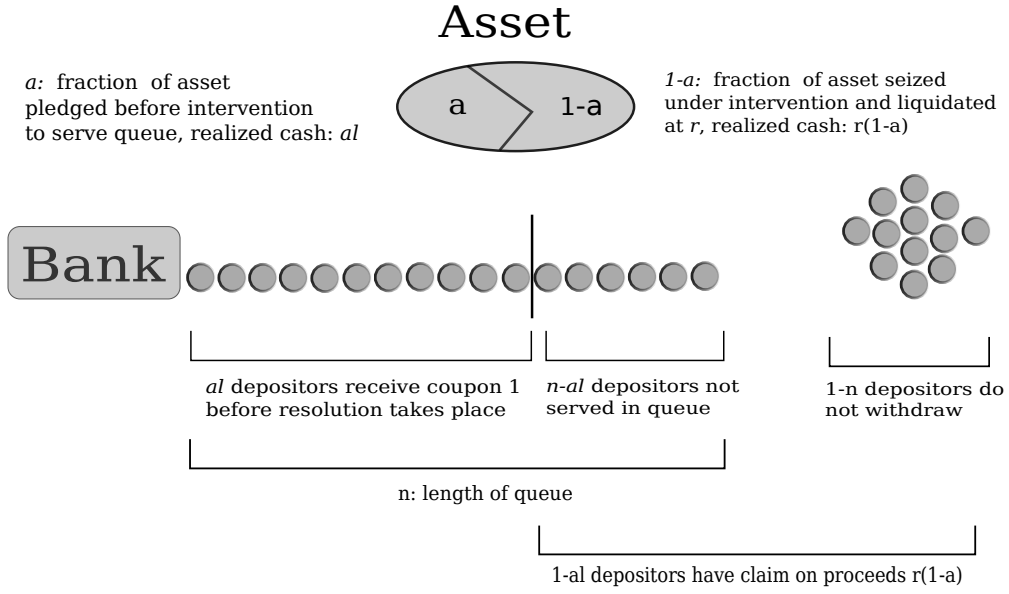 Asset
a: fraction of asset
pledged before intervention
to serve queue, realized cash: al
a
1-a
1-a: fraction of asset seized
under intervention and liquidated
at r, realized cash: r(1-a)
Bank
al depositors receive coupon 1
before resolution takes place
n-al depositors not
served in queue
1-n depositors do
not withdraw
n: length of queue
1-al depositors have claim on proceeds r(1-a)